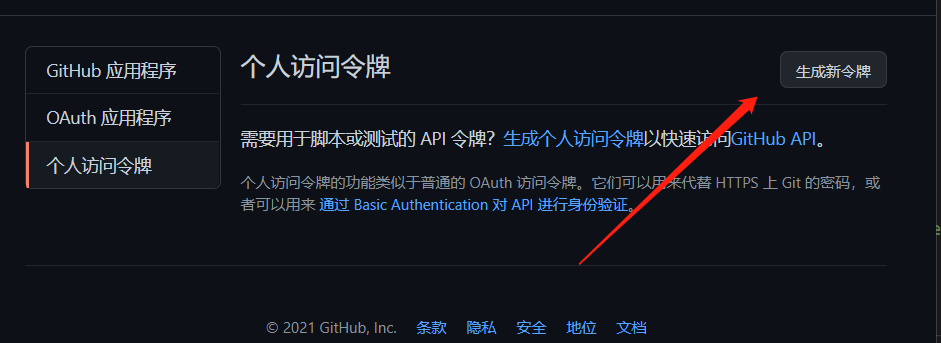 GitHub 应用程序
OAuth 应用程序
个人访问令牌
个人访问令牌
生成新令牌
需要用于脚本或测试的 API 令牌？生成个人访问令牌以快速访问GitHub API。
个人访问令牌的功能类似于普通的 OAuth 访问令牌。它们可以用来代替 HTTPS 上 Git 的密码，或
者可以用来 通过 Basic Authentication 对 API 进行身份验证。
© 2021 GitHub, Inc. 条款 隐私 安全 地位 文档